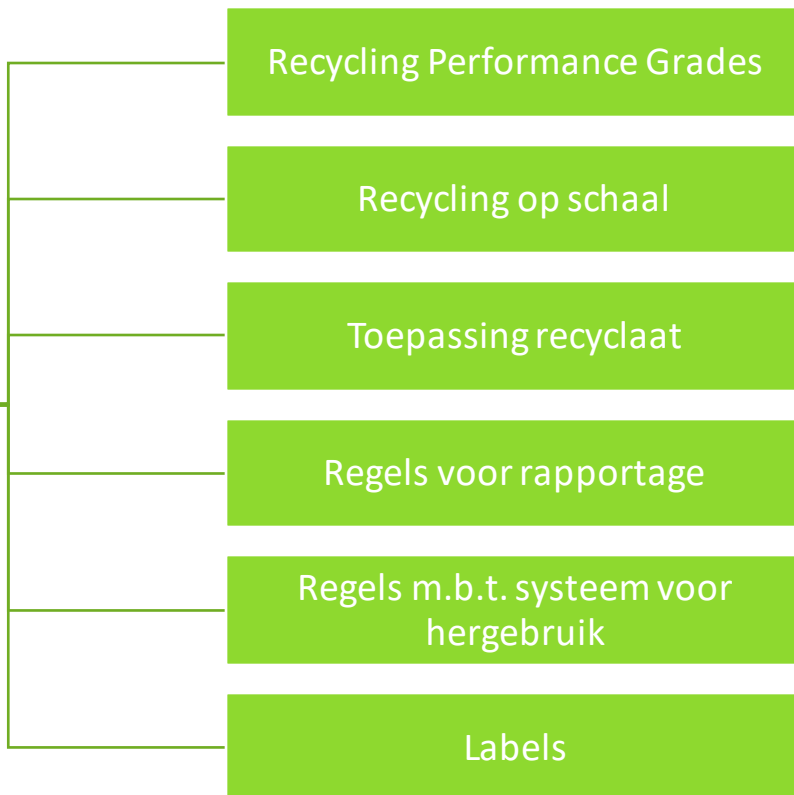 Recycling Performance Grades
Recycling op schaal
Toepassing recyclaat
Regels voor rapportage
Regels m.b.t. systeem voor
hergebruik
Labels